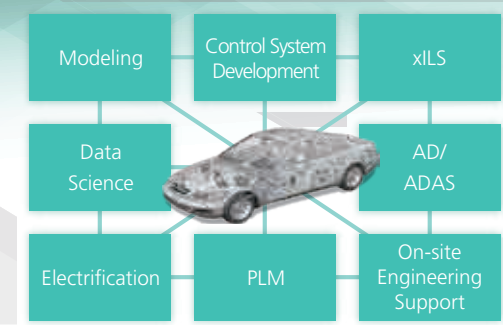 Modeling
Control System
Development
xILS
Data
Science
AD/
ADAS
Electrification
PLM
On-site
Engineering
Support